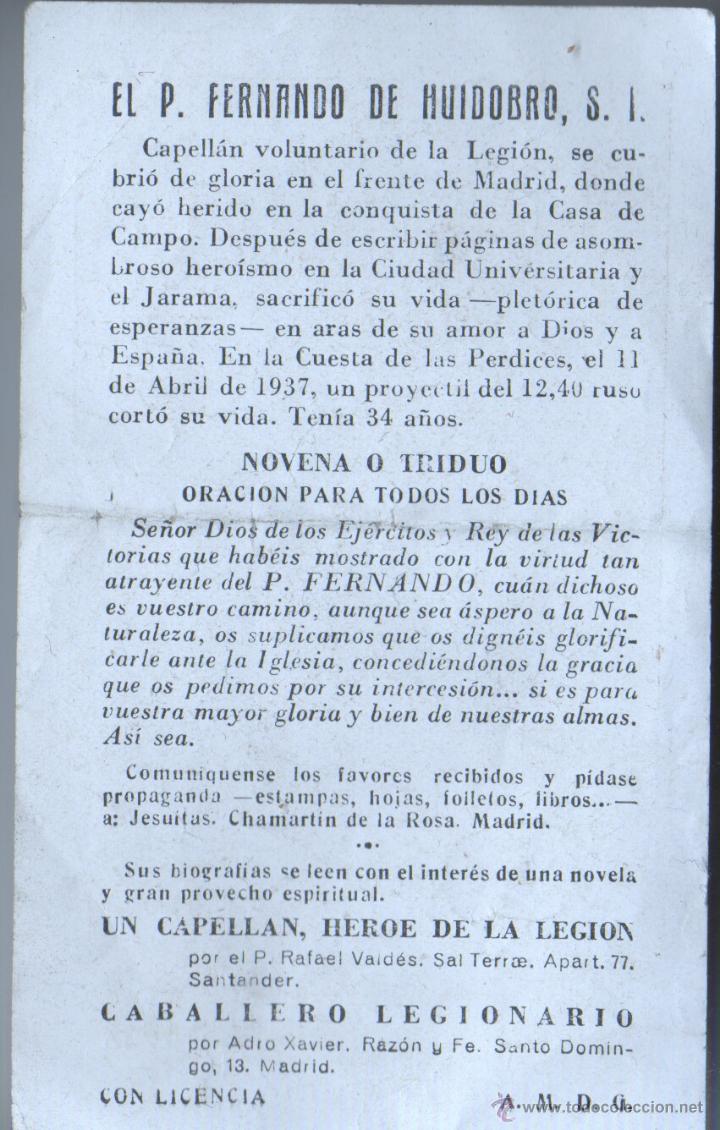 EL P. FERNANDO DE HUIDOBRO, S. I.
Capellán voluntario de la Legión, se cu-
brió de gloria en el frente de Madrid, donde
cayó herido en la conquista de la Casa de
Campo. Después de escribir páginas de asom-
broso heroísmo en la Ciudad Universitaria y
el Jarama, sacrificó su vida —pletórica de
esperanzas— en aras de su amor a Dios y a
España. En la Cuesta de las Perdices, el 11
de Abril de 1937, un proyectil del 12,40 ruso
cortó su vida. Tenía 34 años.
NOVENA O TRIDUO
ORACION PARA TODOS LOS DIAS
Señor Dios de los Ejércitos y Rey de las Vic-
torias que habéis mostrado con la virtud tan
atrayente del P. FERNANDO, cuán dichoso
es vuestro camino, aunque sea áspero a la Na-
turaleza, os suplicamos que os dignéis glorifi-
carle ante la Iglesia, concediéndonos la gracia
que os pedimos por su intercesión... si es para
vuestra mayor gloria y bien de nuestras almas.
Así sea.
Comuníquense los favores recibidos y pídase
propaganda —estampas, hojas, folletos, libros...—
a: Jesuítas. Chamartín de la Rosa. Madrid.
Sus biografías se leen con el interés de una novela
y gran provecho espiritual.
UN CAPELLAN, HEROE DE LA LEGION
por el P. Rafael Valdés. Sal Terræ. Apart. 77.
Santander.
CABALLERO LEGIONARIO
por Adro Xavier. Razón y Fe. Santo Domin-
go, 13. Madrid.
CON LICENCIA A. M. D. G.
www.todocoleccion.net